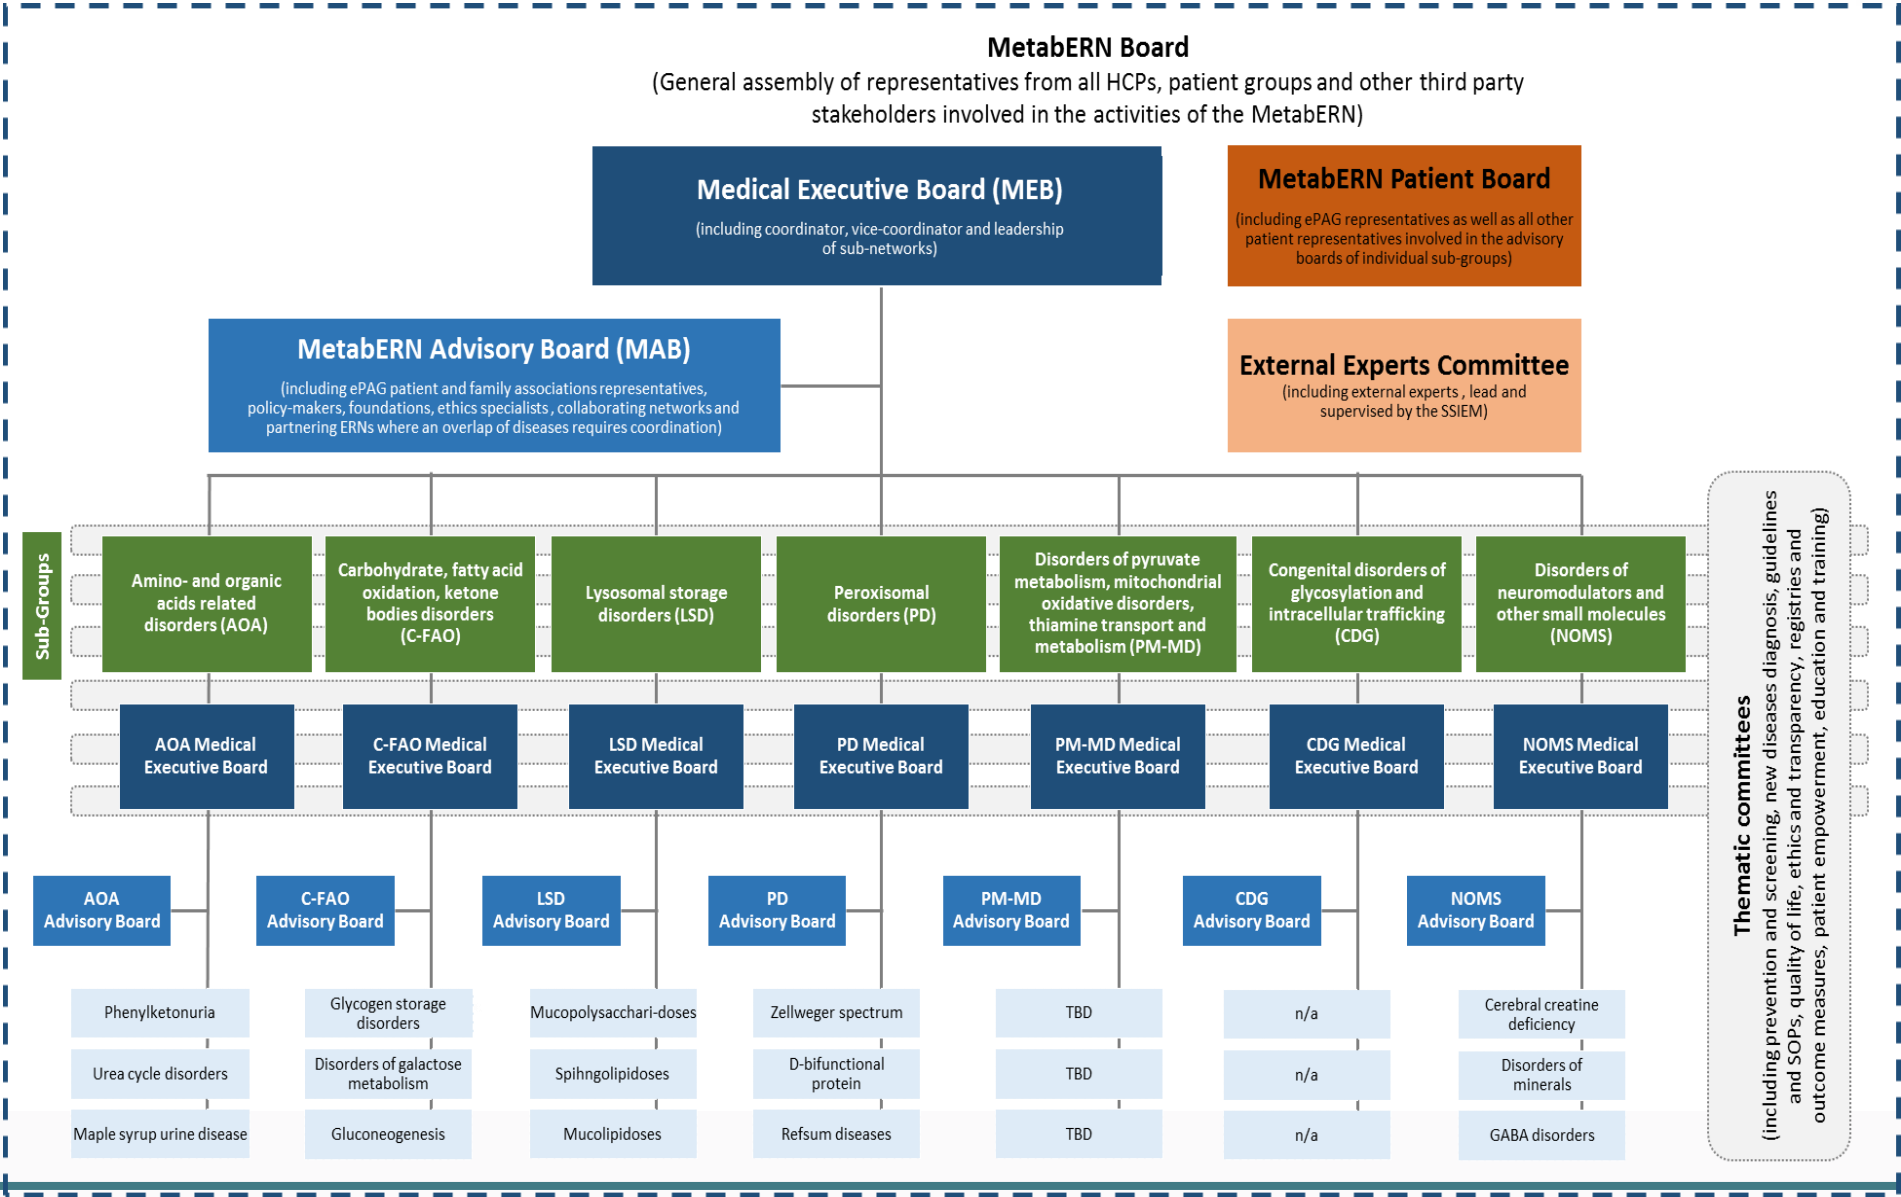 MetabERN Board
(General assembly of representatives from all HCPs, patient groups and other third party
stakeholders involved in the activities of the MetabERN)
Medical Executive Board (MEB)
(including coordinator, vice-coordinator and leadership
of sub-networks)
MetabERN Patient Board
(including ePAG representatives as well as all other
patient representatives involved in the advisory
boards of individual sub-groups)
MetabERN Advisory Board (MAB)
(including ePAG patient and family associations representatives,
policy-makers, foundations, ethics specialists , collaborating networks and
partnering ERNs where an overlap of diseases requires coordination)
External Experts Committee
(including external experts , lead and
supervised by the SSIEM)
Sub-Groups
Amino- and organic
acids related
disorders (AOA)
Carbohydrate, fatty acid
oxidation, ketone
bodies disorders
(C-FAO)
Lysosomal storage
disorders (LSD)
Peroxisomal
disorders (PD)
Disorders of pyruvate
metabolism, mitochondrial
oxidative disorders,
thiamine transport and
metabolism (PM-MD)
Congenital disorders of
glycosylation and
intracellular trafficking
(CDG)
Disorders of
neuromodulators and
other small molecules
(NOMS)
AOA Medical
Executive Board
C-FAO Medical
Executive Board
LSD Medical
Executive Board
PD Medical
Executive Board
PM-MD Medical
Executive Board
CDG Medical
Executive Board
NOMS Medical
Executive Board
AOA
Advisory Board
C-FAO
Advisory Board
LSD
Advisory Board
PD
Advisory Board
PM-MD
Advisory Board
CDG
Advisory Board
NOMS
Advisory Board
Phenylketonuria
Glycogen storage
disorders
Mucopolysacchari-doses
Zellweger spectrum
TBD
n/a
Cerebral creatine
deficiency
Urea cycle disorders
Disorders of galactose
metabolism
Spihngolipidoses
D-bifunctional
protein
TBD
n/a
Disorders of
minerals
Maple syrup urine disease
Gluconeogenesis
Mucolipidoses
Refsum diseases
TBD
n/a
GABA disorders
Thematic committees
(including prevention and screening, new diseases diagnosis, guidelines
and SOPs, quality of life, ethics and transparency, registries and
outcome measures, patient empowerment, education and training)